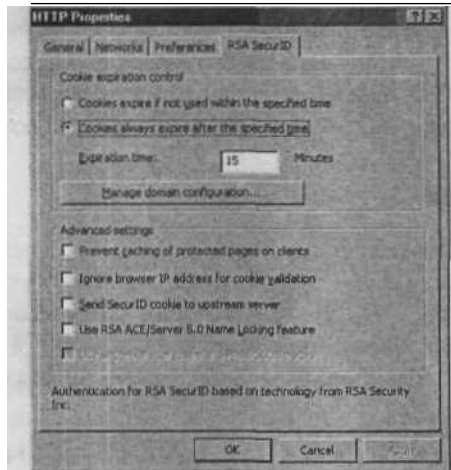 HTTP Properties
General Networks Preferences RSA SecurID
Cookie expiration control
Cookies expire if not used within the specified time
Cookies always expire after the specified time
Expiration time: 15 Minutes
Manage domain configuration...
Advanced settings
Prevent caching of protected pages on clients
Ignore browser IP address for cookie validation
Send SecurID cookie to upstream server
Use RSA ACE/Server 5.0 Name Locking feature
Authentication for RSA SecurID based on technology from RSA Security
Inc.
OK Cancel